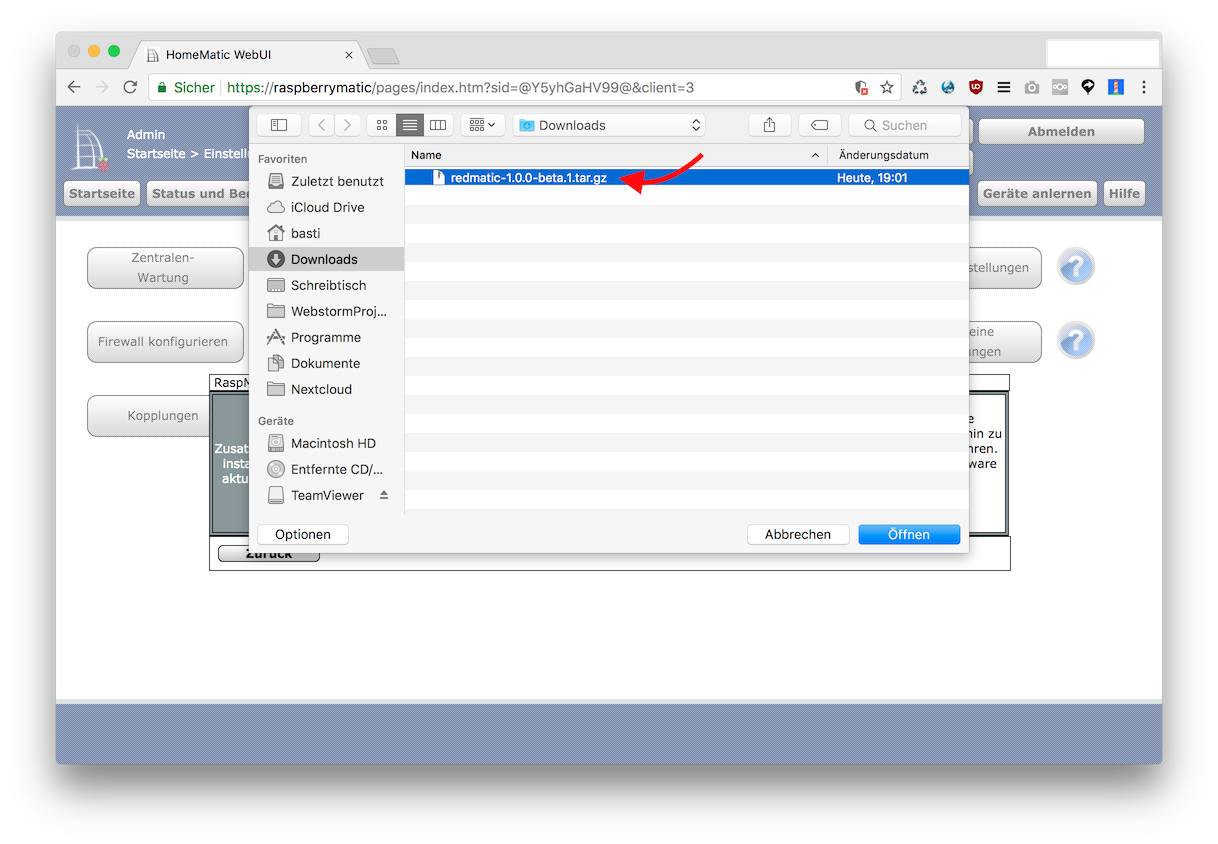 HomeMatic WebUI
Sicher https://raspberrymatic/pages/index.htm?sid=@Y5yhGaHV99@&client=3
Admin
Startseite > Einstell
Downloads
Suchen
Abmelden
Startseite
Status und Bed
Geräte anlernen
Hilfe
Favoriten
Zuletzt benutzt
iCloud Drive
basti
Downloads
Schreibtisch
WebstormProj...
Programme
Dokumente
Nextcloud
Geräte
Macintosh HD
Entfernte CD/...
TeamViewer
Name
Änderungsdatum
redmatic-1.0.0-beta.1.tar.gz
Heute, 19:01
Optionen
Abbrechen
Öffnen
Zentralen-
Wartung
stellungen
Firewall konfigurieren
eine
ngen
RaspM
Kopplungen
Zusat
insta
aktu
e
in zu
hren.
ware
Zurück